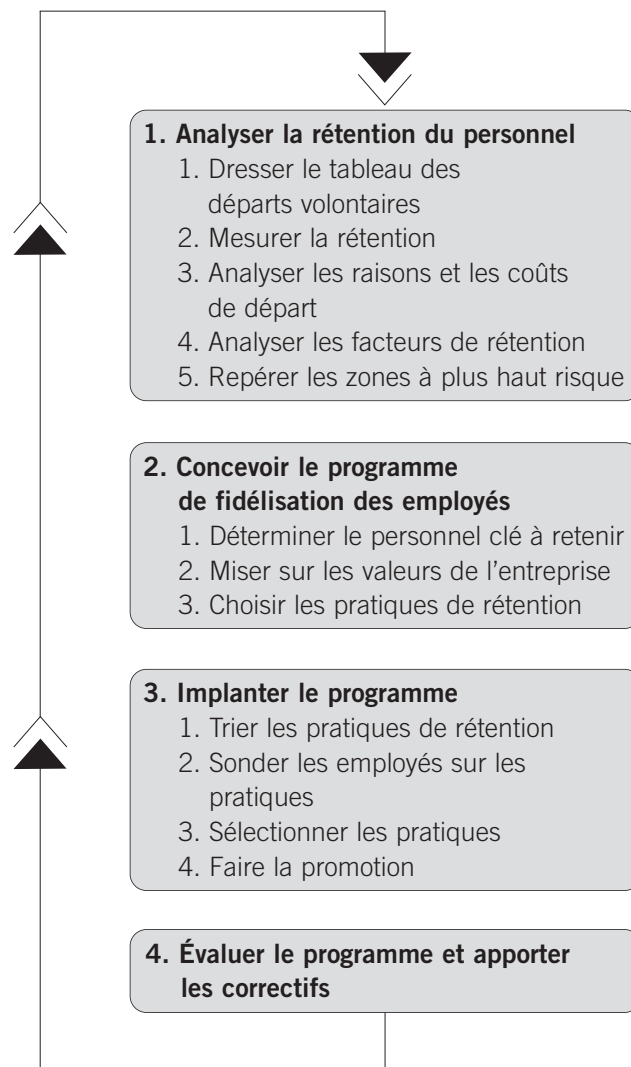 1. Analyser la rétention du personnel
1. Dresser le tableau des
départs volontaires
2. Mesurer la rétention
3. Analyser les raisons et les coûts
de départ
4. Analyser les facteurs de rétention
5. Repérer les zones à plus haut risque
2. Concevoir le programme
de fidélisation des employés
1. Déterminer le personnel clé à retenir
2. Miser sur les valeurs de l’entreprise
3. Choisir les pratiques de rétention
3. Implanter le programme
1. Trier les pratiques de rétention
2. Sonder les employés sur les
pratiques
3. Sélectionner les pratiques
4. Faire la promotion
4. Évaluer le programme et apporter
les correctifs